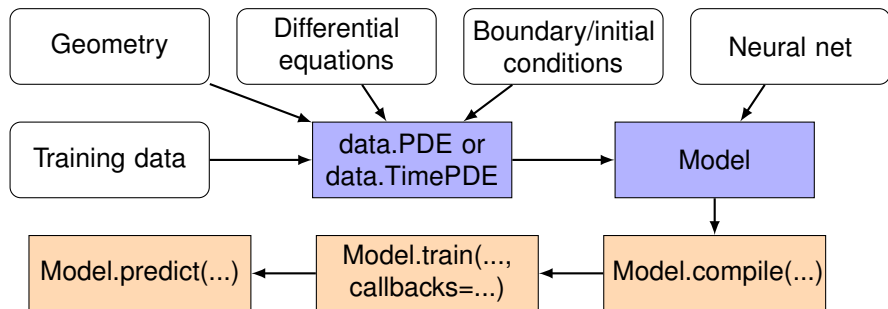 Geometry
Differential
equations
Boundary/initial
conditions
Neural net
Training data
data.PDE or
data.TimePDE
Model
Model.predict(...)
Model.train(...,
callbacks=...)
Model.compile(...)